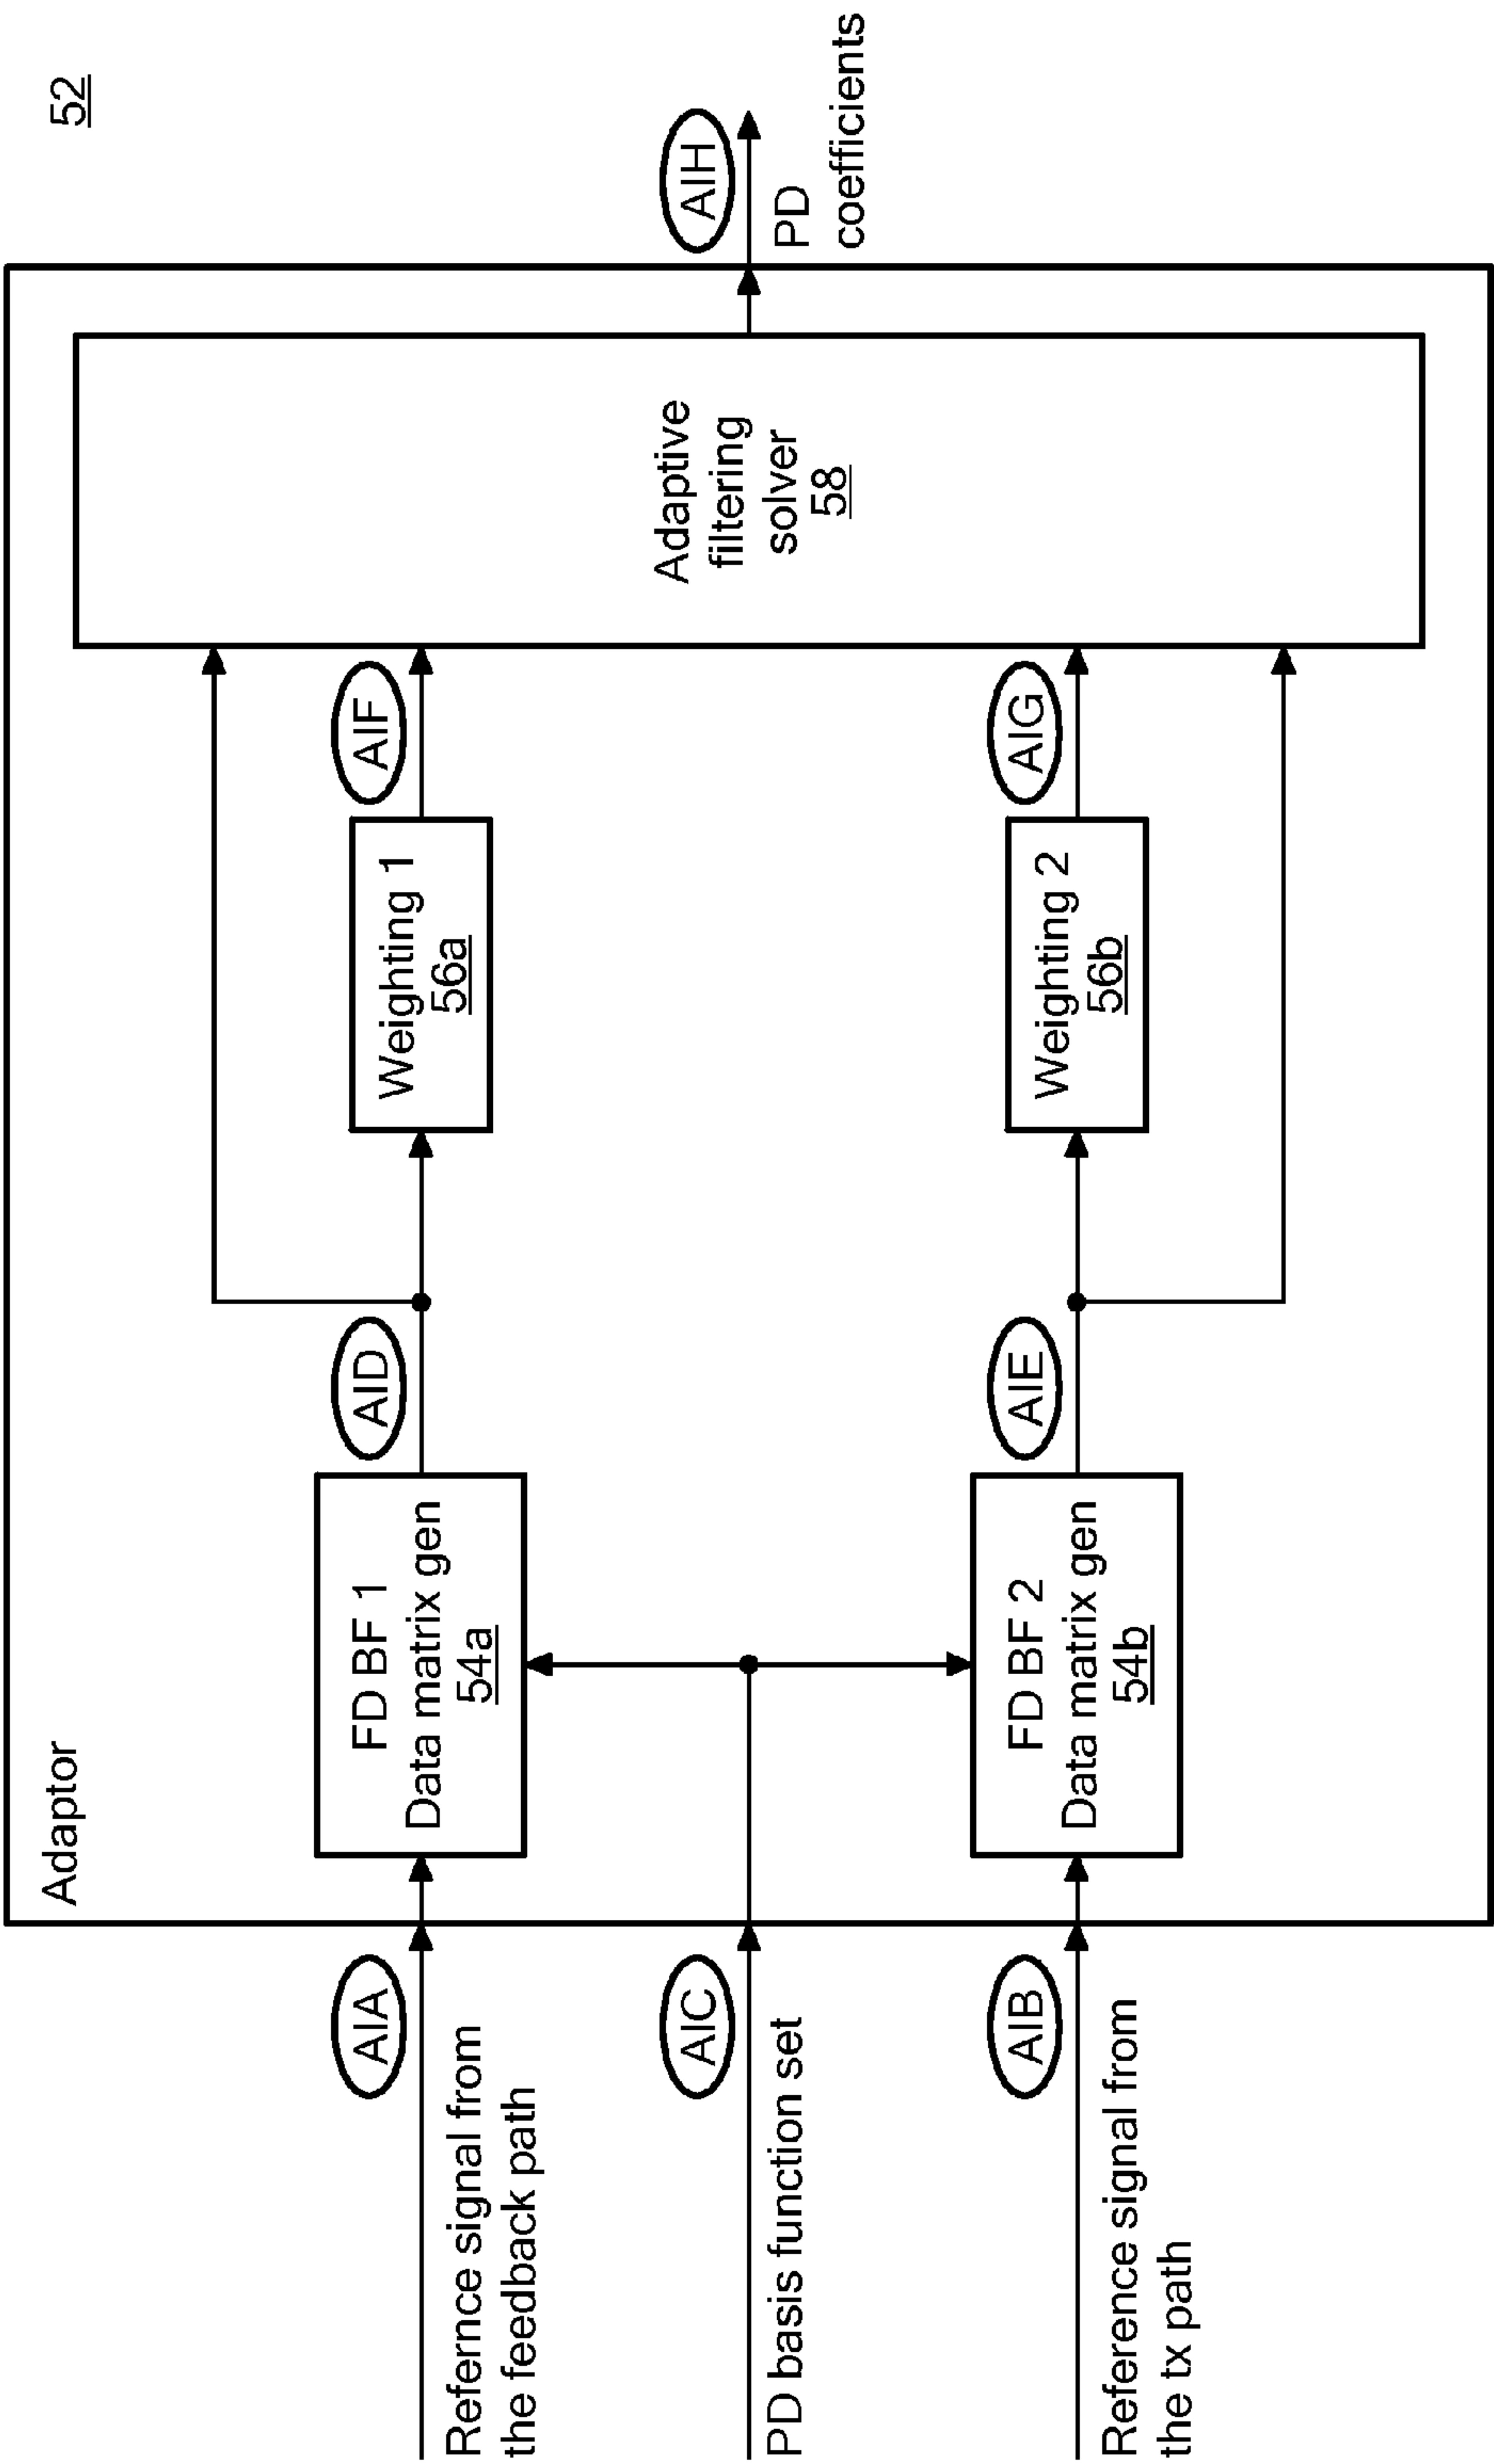 52
Adaptor
AIA
Refernce signal from
the feedback path
FD BF 1
Data matrix gen
54a
AID
Weighting 1
56a
AIF
AIC
PD basis function set
Adaptive
filtering
solver
58
AIH
PD
coefficients
AIB
Reference signal from
the tx path
FD BF 2
Data matrix gen
54b
AIE
Weighting 2
56b
AIG